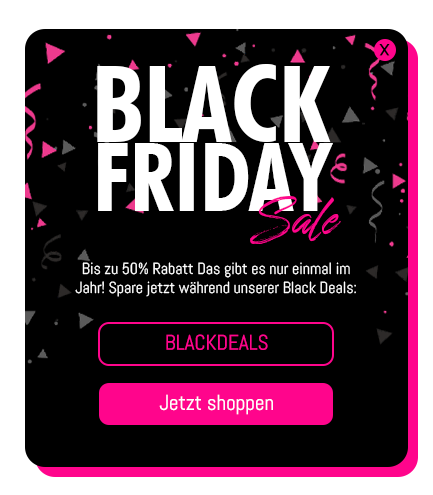 X
BLACK
FRIDAY
Sale
Bis zu 50% Rabatt Das gibt es nur einmal im
Jahr! Spare jetzt während unserer Black Deals:
BLACKDEALS
Jetzt shoppen